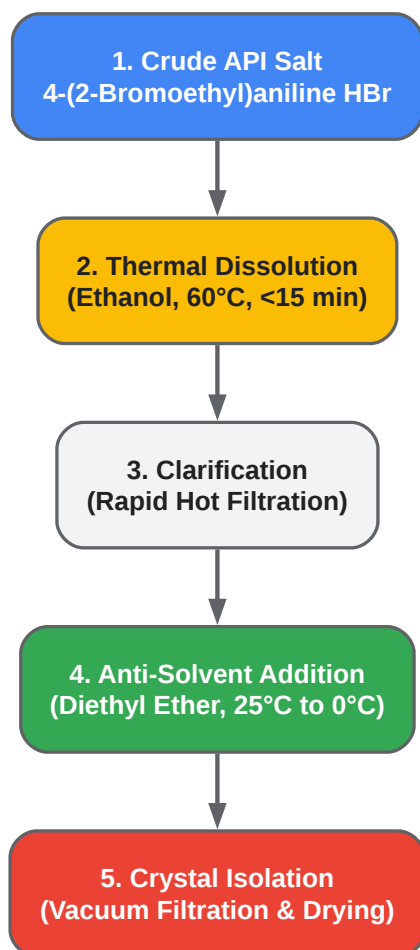 1. Crude API Salt
4-(2-Bromoethyl)aniline HBr
2. Thermal Dissolution
(Ethanol, 60°C, <15 min)
3. Clarification
(Rapid Hot Filtration)
4. Anti-Solvent Addition
(Diethyl Ether, 25°C to 0°C)
5. Crystal Isolation
(Vacuum Filtration & Drying)